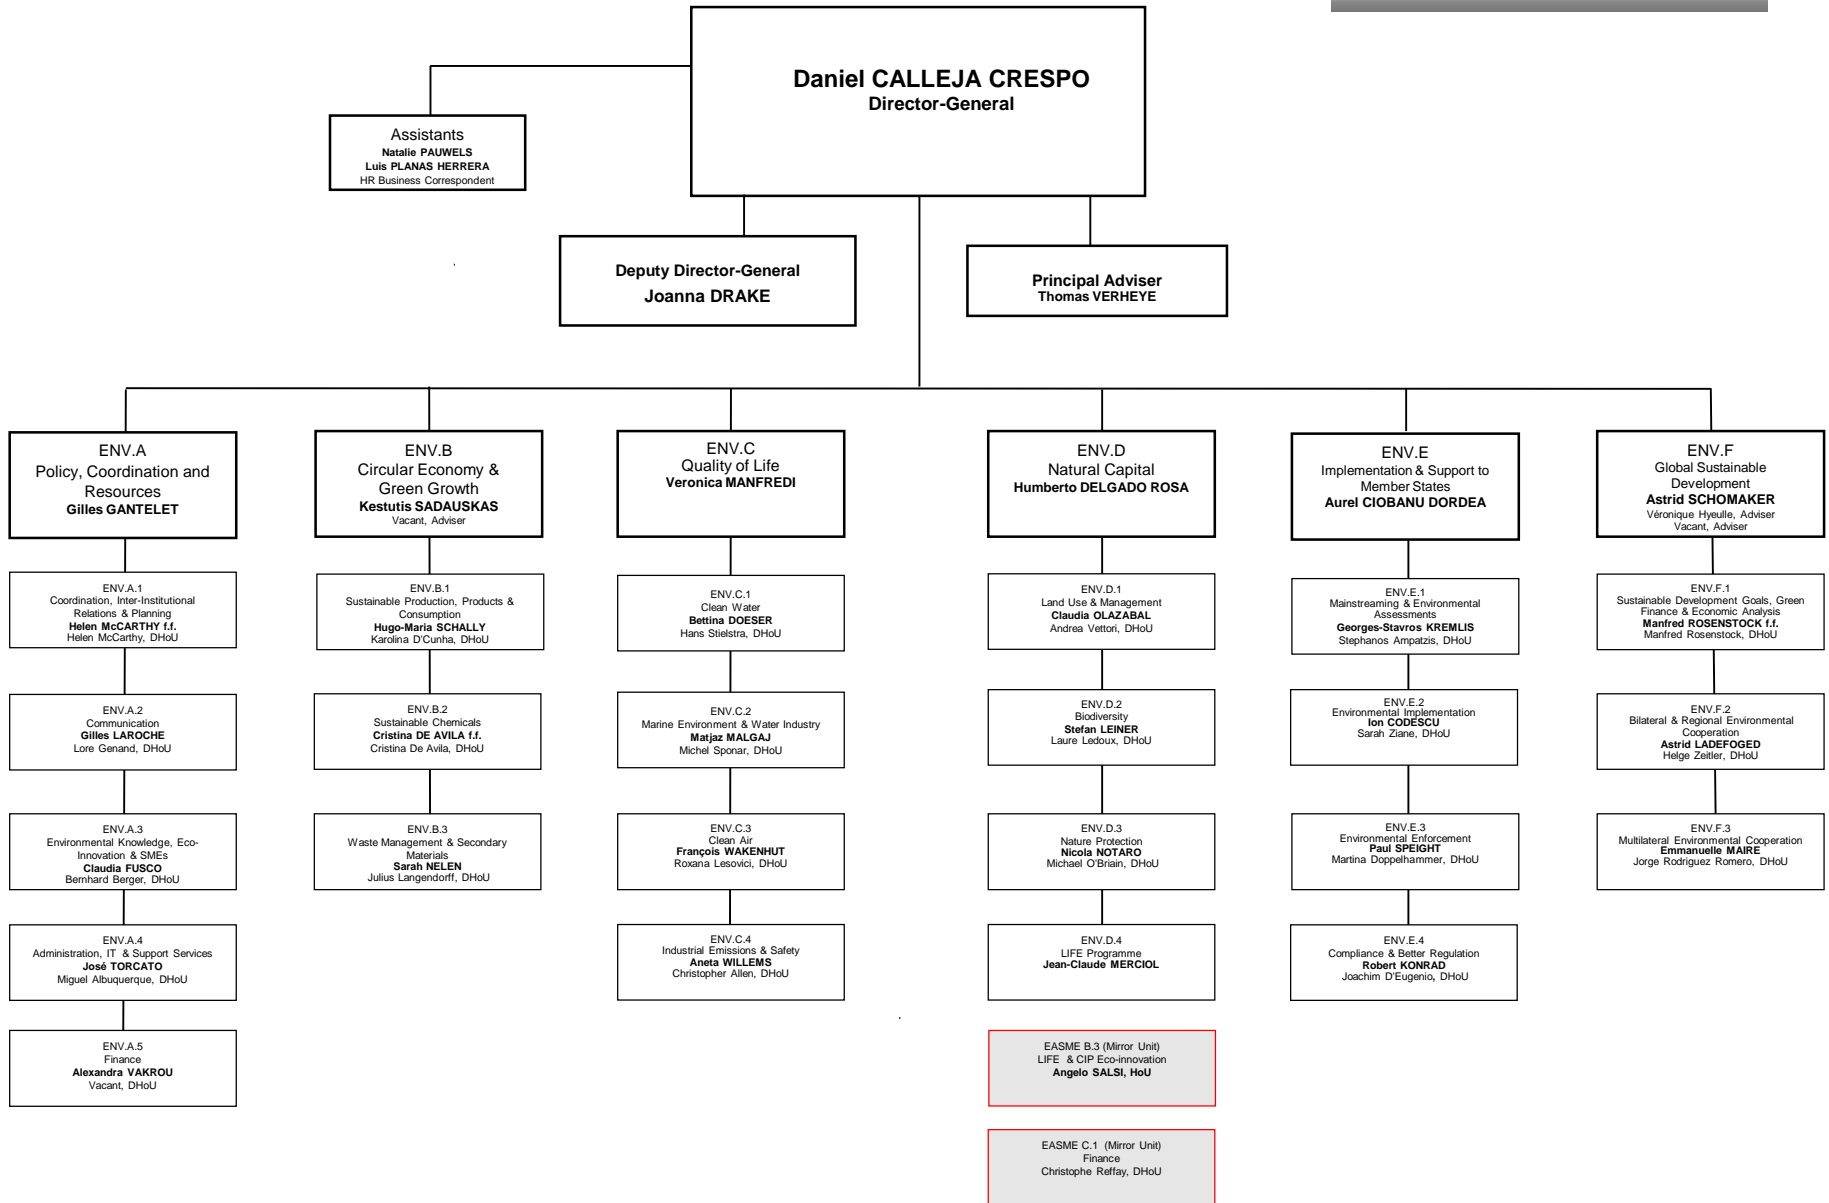 Daniel CALLEJA CRESPO
Director-General
Assistants
Natalie PAUWELS
Luis PLANAS HERRERA
HR Business Correspondent
Deputy Director-General
Joanna DRAKE
Principal Adviser
Thomas VERHEYE
ENV.A
Policy, Coordination and
Resources
Gilles GANTELET
ENV.B
Circular Economy &
Green Growth
Kestutis SADAUSKAS
Vacant, Adviser
ENV.C
Quality of Life
Veronica MANFREDI
ENV.D
Natural Capital
Humberto DELGADO ROSA
ENV.E
Implementation & Support to
Member States
Aurel CIOBANU DORDEA
ENV.F
Global Sustainable
Development
Astrid SCHOMAKER
Véronique Hyeulle, Adviser
Vacant, Adviser
ENV.A.1
Coordination, Inter-Institutional
Relations & Planning
Helen McCARTHY f.f.
Helen McCarthy, DHoU
ENV.B.1
Sustainable Production, Products &
Consumption
Hugo-Maria SCHALLY
Karolina D'Cunha, DHoU
ENV.C.1
Clean Water
Bettina DOESER
Hans Stielstra, DHoU
ENV.D.1
Land Use & Management
Claudia OLAZABAL
Andrea Vettori, DHoU
ENV.E.1
Mainstreaming & Environmental
Assessments
Georges-Stavros KREMLIS
Stephanos Ampatzis, DHoU
ENV.F.1
Sustainable Development Goals, Green
Finance & Economic Analysis
Manfred ROSENSTOCK f.f.
Manfred Rosenstock, DHoU
ENV.A.2
Communication
Gilles LAROCHE
Lore Genand, DHoU
ENV.B.2
Sustainable Chemicals
Cristina DE AVILA f.f.
Cristina De Avila, DHoU
ENV.C.2
Marine Environment & Water Industry
Matjaz MALGAJ
Michel Sponar, DHoU
ENV.D.2
Biodiversity
Stefan LEINER
Laure Ledoux, DHoU
ENV.E.2
Environmental Implementation
Ion CODESCU
Sarah Ziane, DHoU
ENV.F.2
Bilateral & Regional Environmental
Cooperation
Astrid LADEFOGED
Helge Zeitler, DHoU
ENV.A.3
Environmental Knowledge, Eco-
Innovation & SMEs
Claudia FUSCO
Bernhard Berger, DHoU
ENV.B.3
Waste Management & Secondary
Materials
Sarah NELEN
Julius Langendorff, DHoU
ENV.C.3
Clean Air
François WAKENHUT
Roxana Lesovici, DHoU
ENV.D.3
Nature Protection
Nicola NOTARO
Michael O'Briain, DHoU
ENV.E.3
Environmental Enforcement
Paul SPEIGHT
Martina Doppelhammer, DHoU
ENV.F.3
Multilateral Environmental Cooperation
Emmanuelle MAIRE
Jorge Rodriguez Romero, DHoU
ENV.A.4
Administration, IT & Support Services
José TORCATO
Miguel Albuquerque, DHoU
ENV.C.4
Industrial Emissions & Safety
Aneta WILLEMS
Christopher Allen, DHoU
ENV.D.4
LIFE Programme
Jean-Claude MERCIOL
ENV.E.4
Compliance & Better Regulation
Robert KONRAD
Joachim D'Eugenio, DHoU
ENV.A.5
Finance
Alexandra VAKROU
Vacant, DHoU
EASME B.3 (Mirror Unit)
LIFE & CIP Eco-innovation
Angelo SALSI, HoU
EASME C.1 (Mirror Unit)
Finance
Christophe Reffay, DHoU